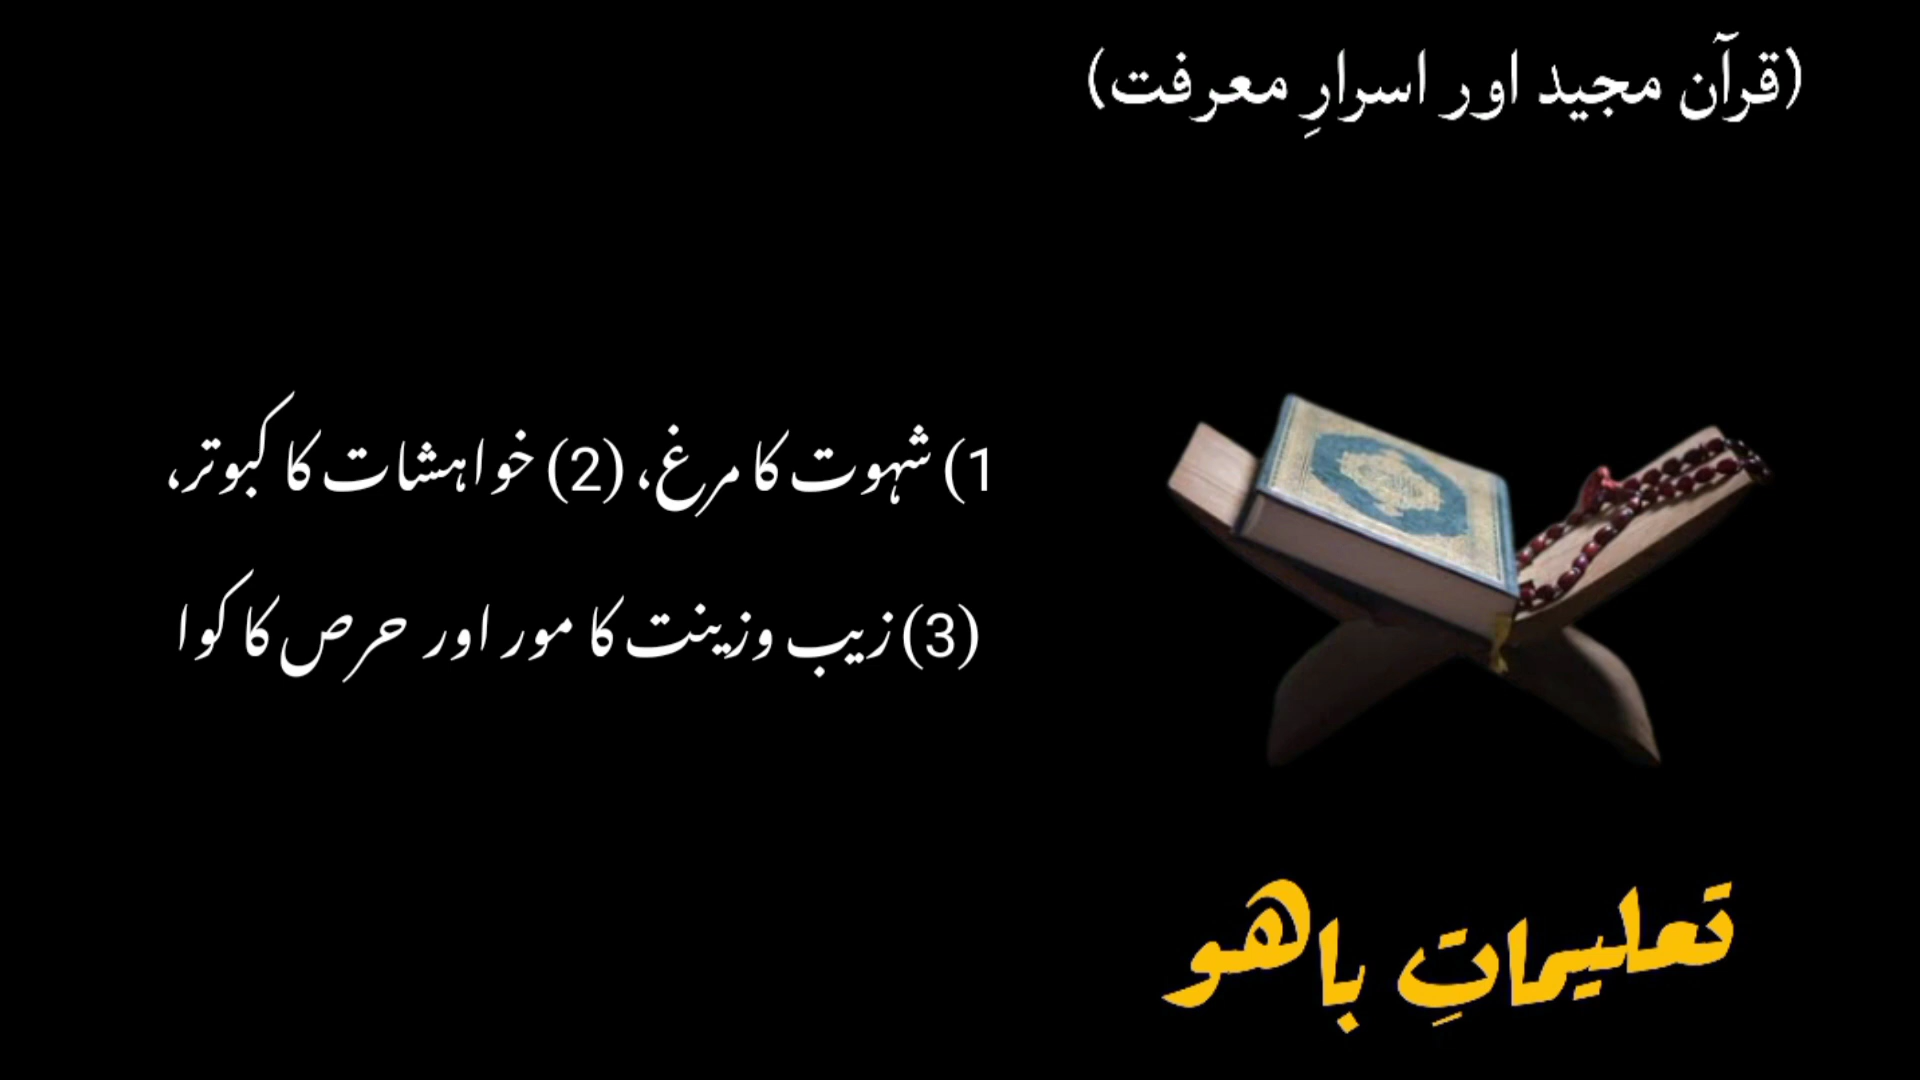 (قرآن مجید اور اسرارِ معرفت)
1) شہوت کا مرغ، (2) خواہشات کا کبوتر،
(3) زیب وزینت کا مور اور حرص کا کوا
تعلیماتِ باھو